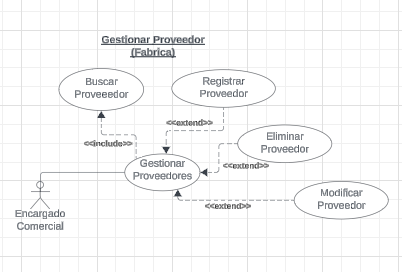 Gestionar Proveedor
(Fabrica)
Buscar
Proveeedor
Registrar
Proveedor
<<extend>>
<<include>>
Eliminar
Proveedor
<<extend>>
Gestionar
Proveedores
Modificar
Proveedor
<<extend>>
Encargado
Comercial